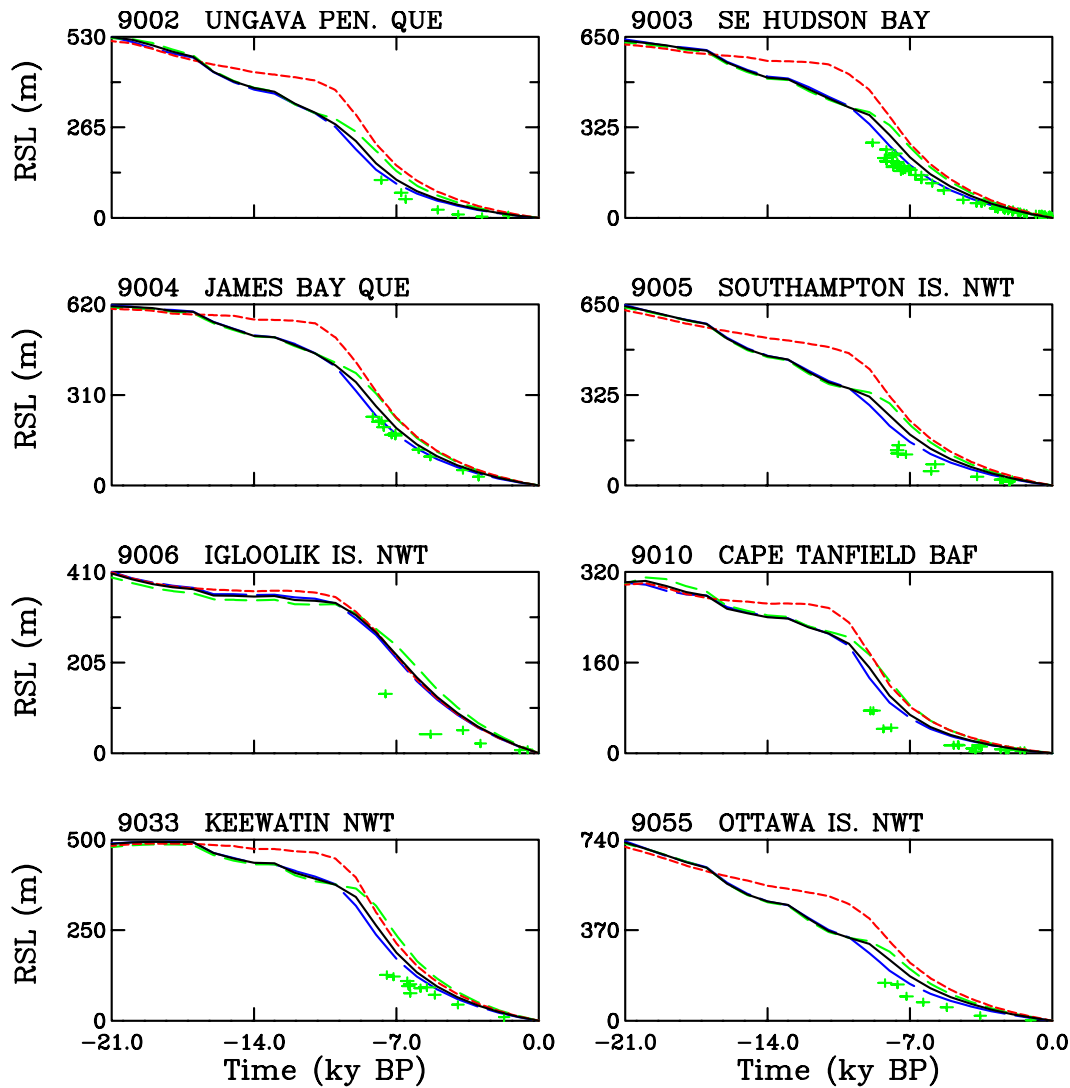 9002 UNGAVA PEN. QUE
530
265
0
RSL (m)
9003 SE HUDSON BAY
650
325
0
9004 JAMES BAY QUE
620
310
0
RSL (m)
9005 SOUTHAMPTON IS. NWT
650
325
0
9006 IGLOOLIK IS. NWT
410
205
0
RSL (m)
9010 CAPE TANFIELD BAF
320
160
0
9033 KEEWATIN NWT
500
250
0
RSL (m)
-21.0 -14.0 -7.0 0.0
Time (ky BP)
9055 OTTAWA IS. NWT
740
370
0
-21.0 -14.0 -7.0 0.0
Time (ky BP)